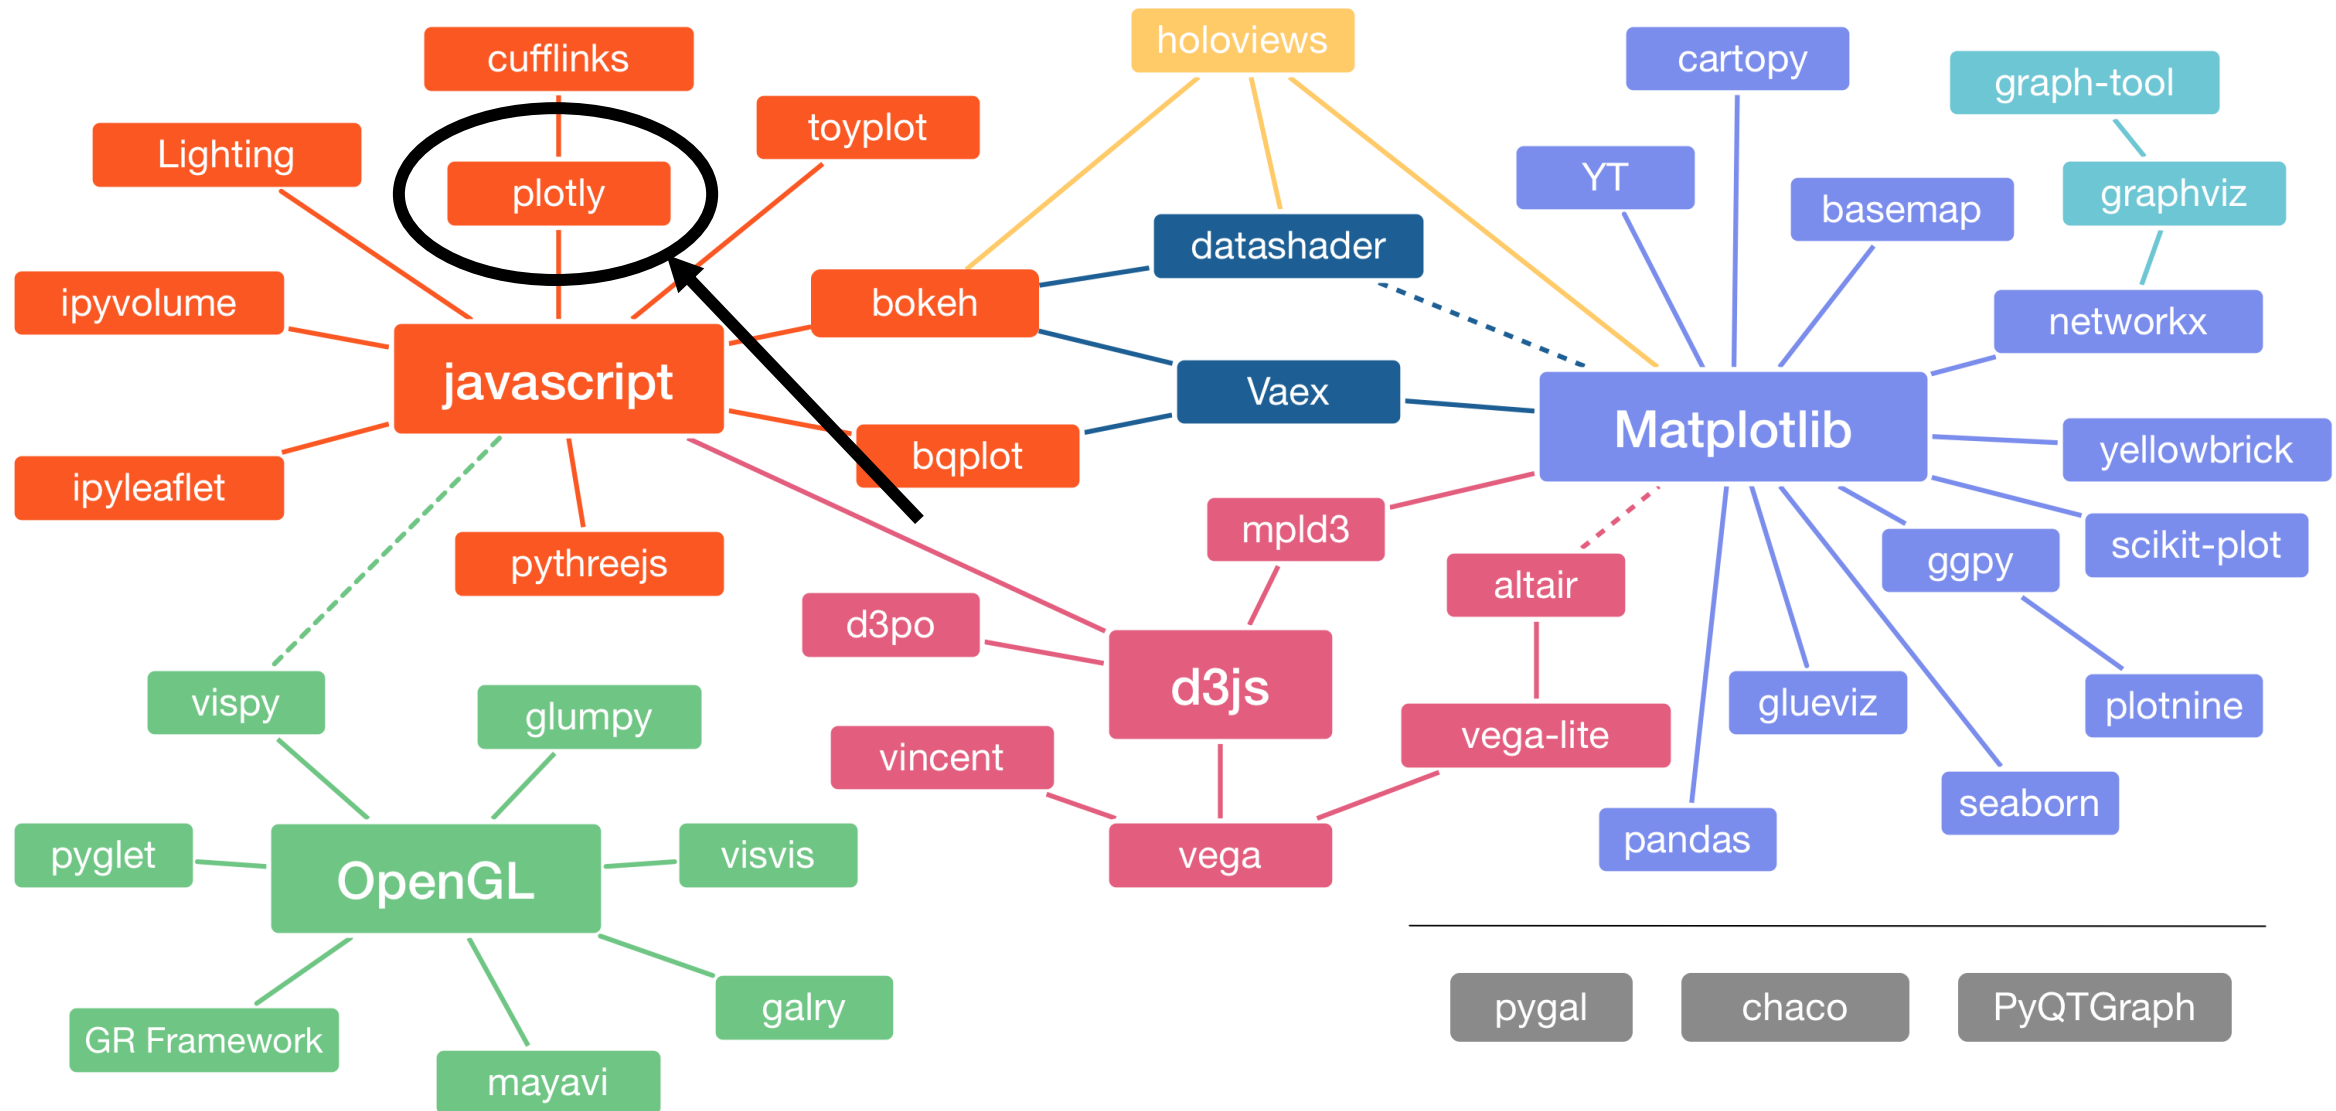 holoviews
cufflinks
cartopy
graph-tool
toyplot
Lighting
YT
plotly
graphviz
basemap
datashader
ipyvolume
bokeh
networkx
javascript
Vaex
Matplotlib
yellowbrick
bqplot
ipyleaflet
mpld3
scikit-plot
pythreejs
ggpy
altair
d3po
d3js
vispy
glueviz
plotnine
glumpy
vega-lite
vincent
seaborn
pandas
pyglet
visvis
vega
OpenGL
galry
pygal
chaco
PyQTGraph
GR Framework
mayavi